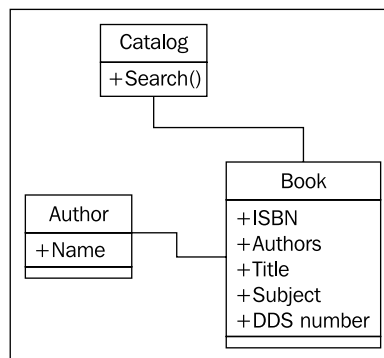 Catalog
+Search()
Author
+Name
Book
+ISBN
+Authors
+Title
+Subject
+DDS number